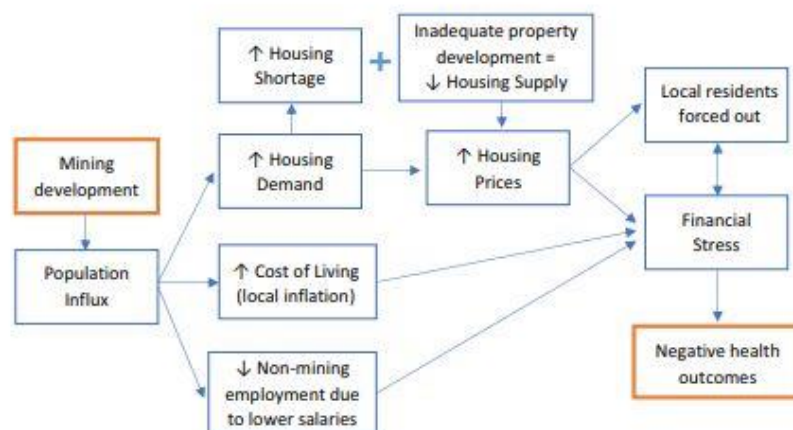 ↑ Housing
Shortage
+
Inadequate property
development =
↓ Housing Supply
Local residents
forced out
Mining
development
↑ Housing
Demand
↑ Housing
Prices
Financial
Stress
Population
Influx
↑ Cost of Living
(local inflation)
↓ Non-mining
employment due
to lower salaries
Negative health
outcomes